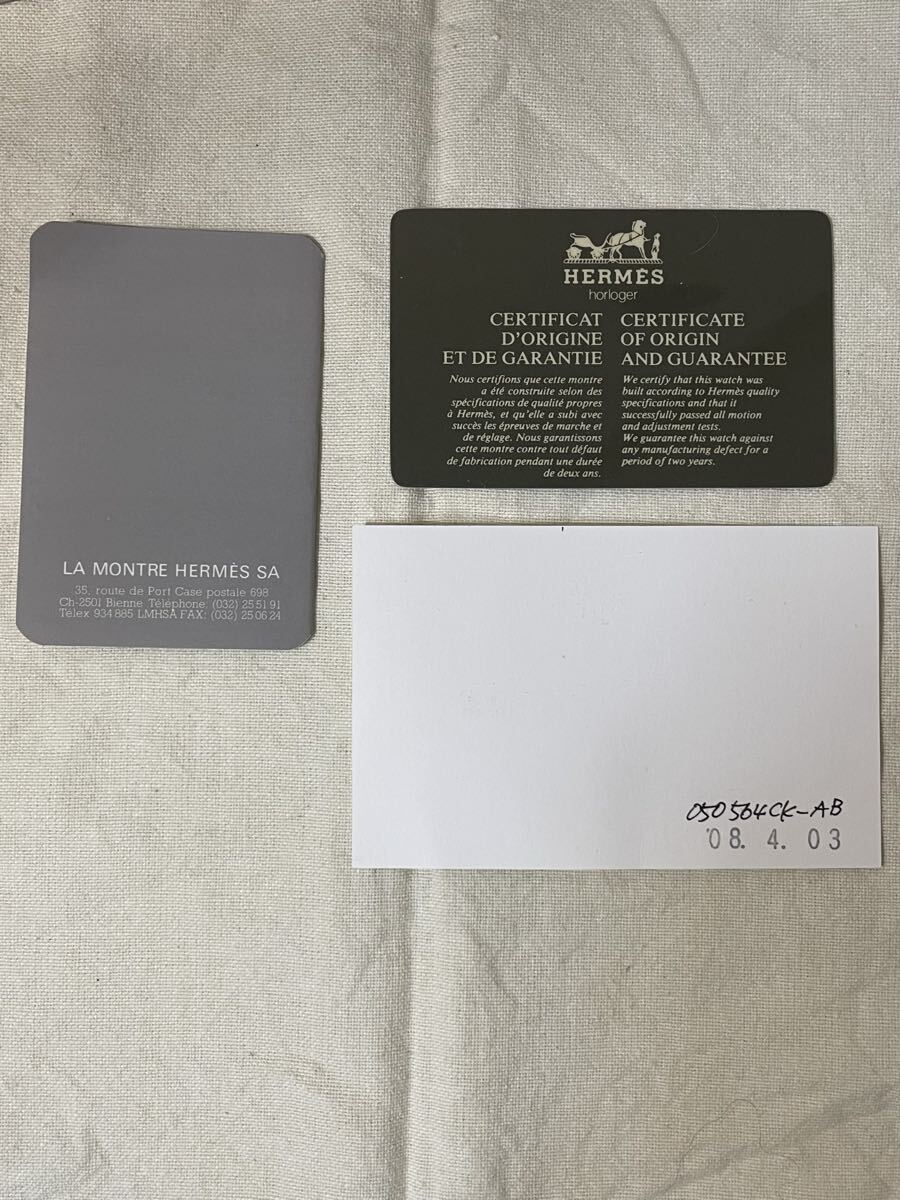 LA MONTRE HERMÈS SA
35, route de Port Case postale 698
Ch-2501 Bienne Téléphone: (032) 25 51 91
Télex 934 885 LMHSA FAX: (032) 25 06 24
HERMÈS
horloger
CERTIFICAT
D'ORIGINE
ET DE GARANTIE
Nous certifions que cette montre
a été construite selon des
spécifications de qualité propres
à Hermès, et qu'elle a subi avec
succès les épreuves de marche et
de réglage. Nous garantissons
cette montre contre tout défaut
de fabrication pendant une durée
de deux ans.
CERTIFICATE
OF ORIGIN
AND GUARANTEE
We certify that this watch was
built according to Hermès quality
specifications and that it
successfully passed all motion
and adjustment tests.
We guarantee this watch against
any manufacturing defect for a
period of two years.
050504CK-AB
'08. 4. 03